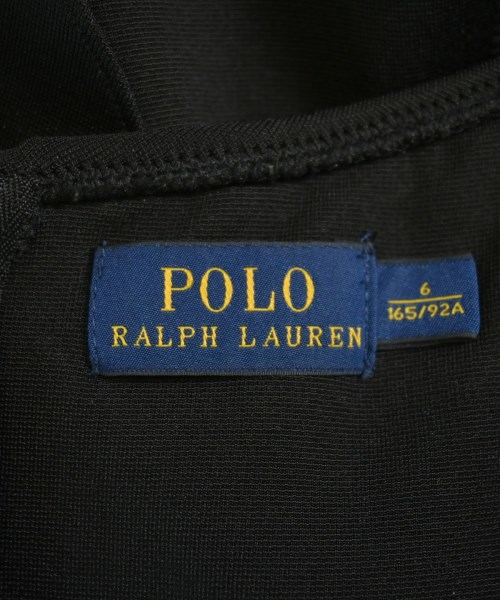 POLO
RALPH LAUREN
6
165/92A